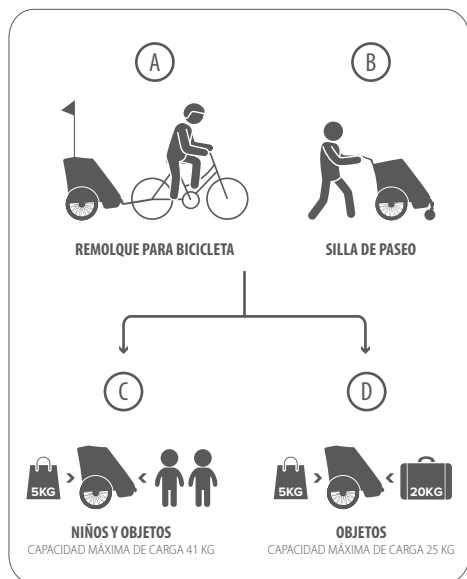 A
B
REMOLQUE PARA BICICLETA
SILLA DE PASEO
C
D
5KG
5KG
20KG
NIÑOS Y OBJETOS
CAPACIDAD MÁXIMA DE CARGA 41 KG
OBJETOS
CAPACIDAD MÁXIMA DE CARGA 25 KG